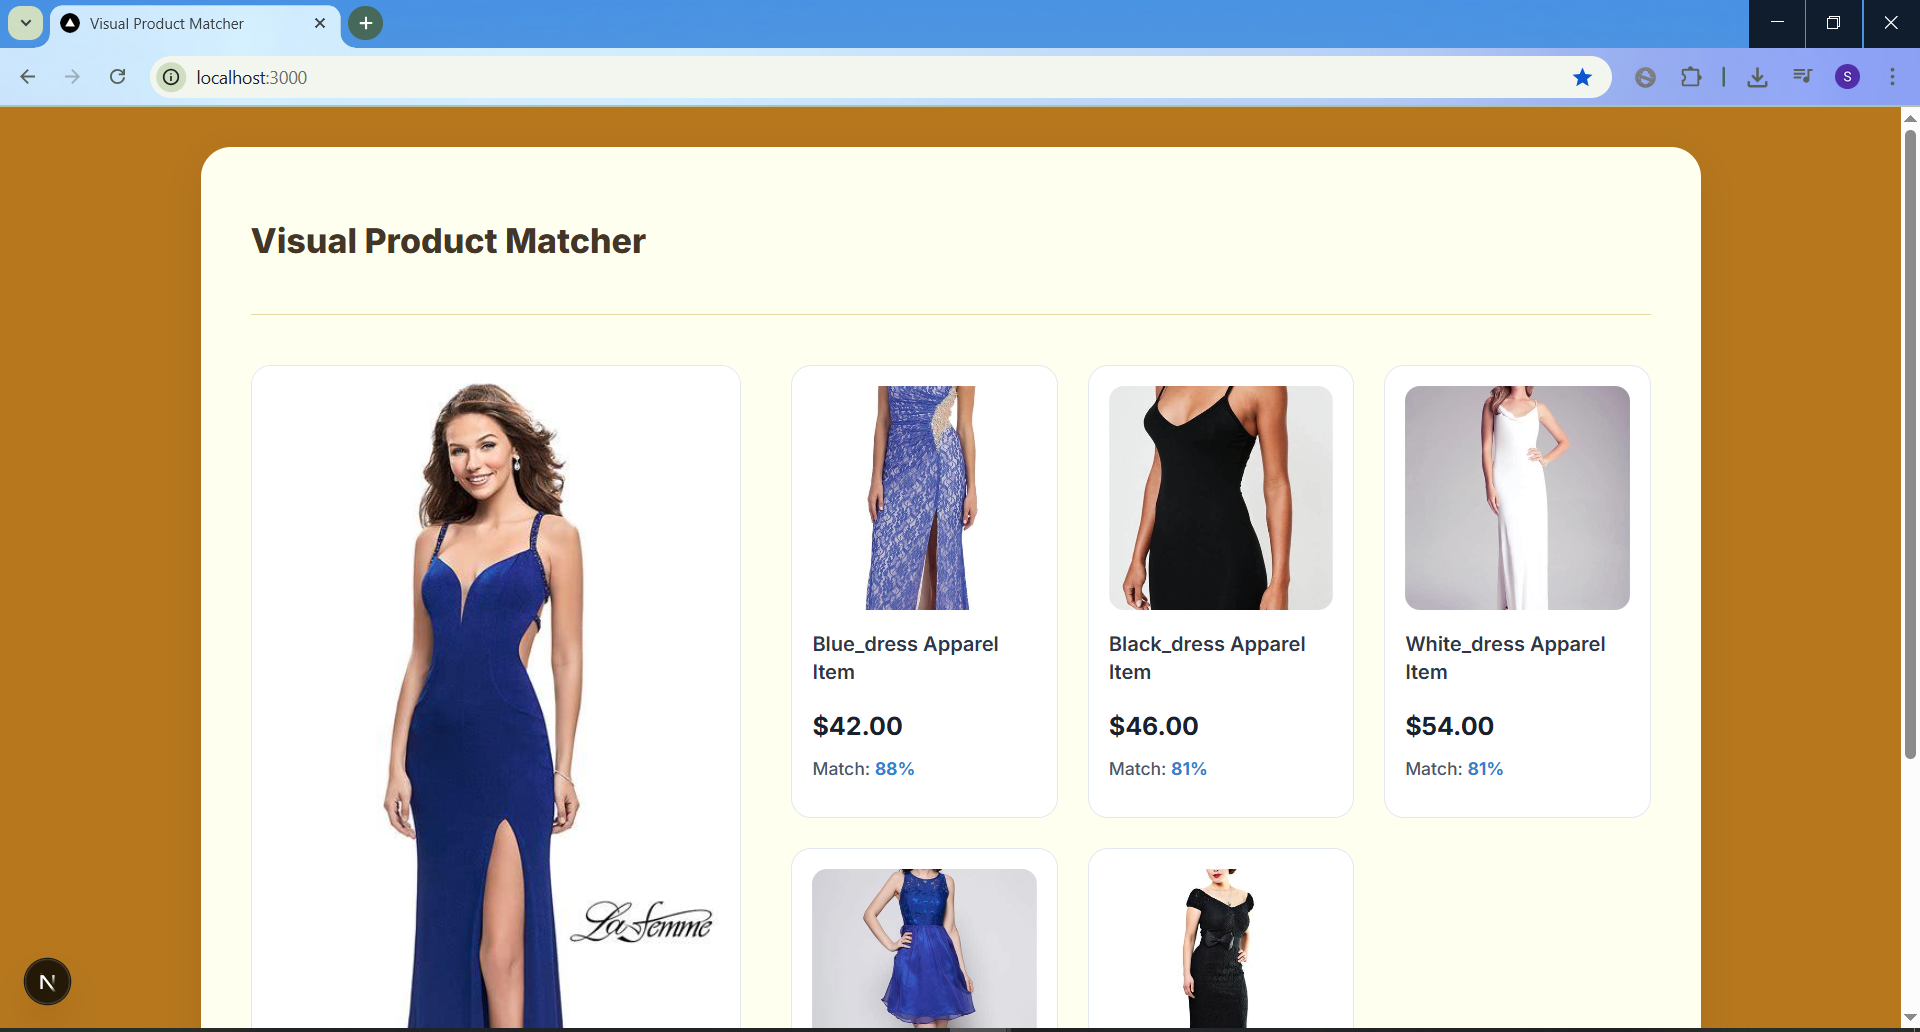 Visual Product Matcher
localhost:3000
S
Visual Product Matcher
La Femme
Blue_dress Apparel
Item
$42.00
Match: 88%
Black_dress Apparel
Item
$46.00
Match: 81%
White_dress Apparel
Item
$54.00
Match: 81%
N